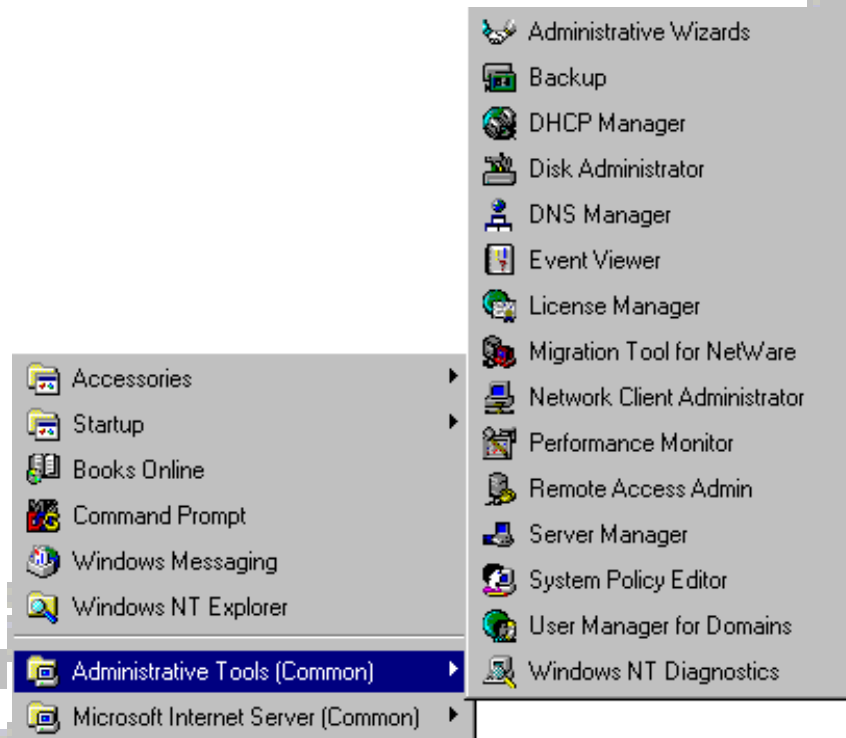 Administrative Wizards
Backup
DHCP Manager
Disk Administrator
DNS Manager
Event Viewer
License Manager
Migration Tool for NetWare
Network Client Administrator
Performance Monitor
Remote Access Admin
Server Manager
System Policy Editor
User Manager for Domains
Windows NT Diagnostics
Accessories
Startup
Books Online
Command Prompt
Windows Messaging
Windows NT Explorer
Administrative Tools (Common)
Microsoft Internet Server (Common)